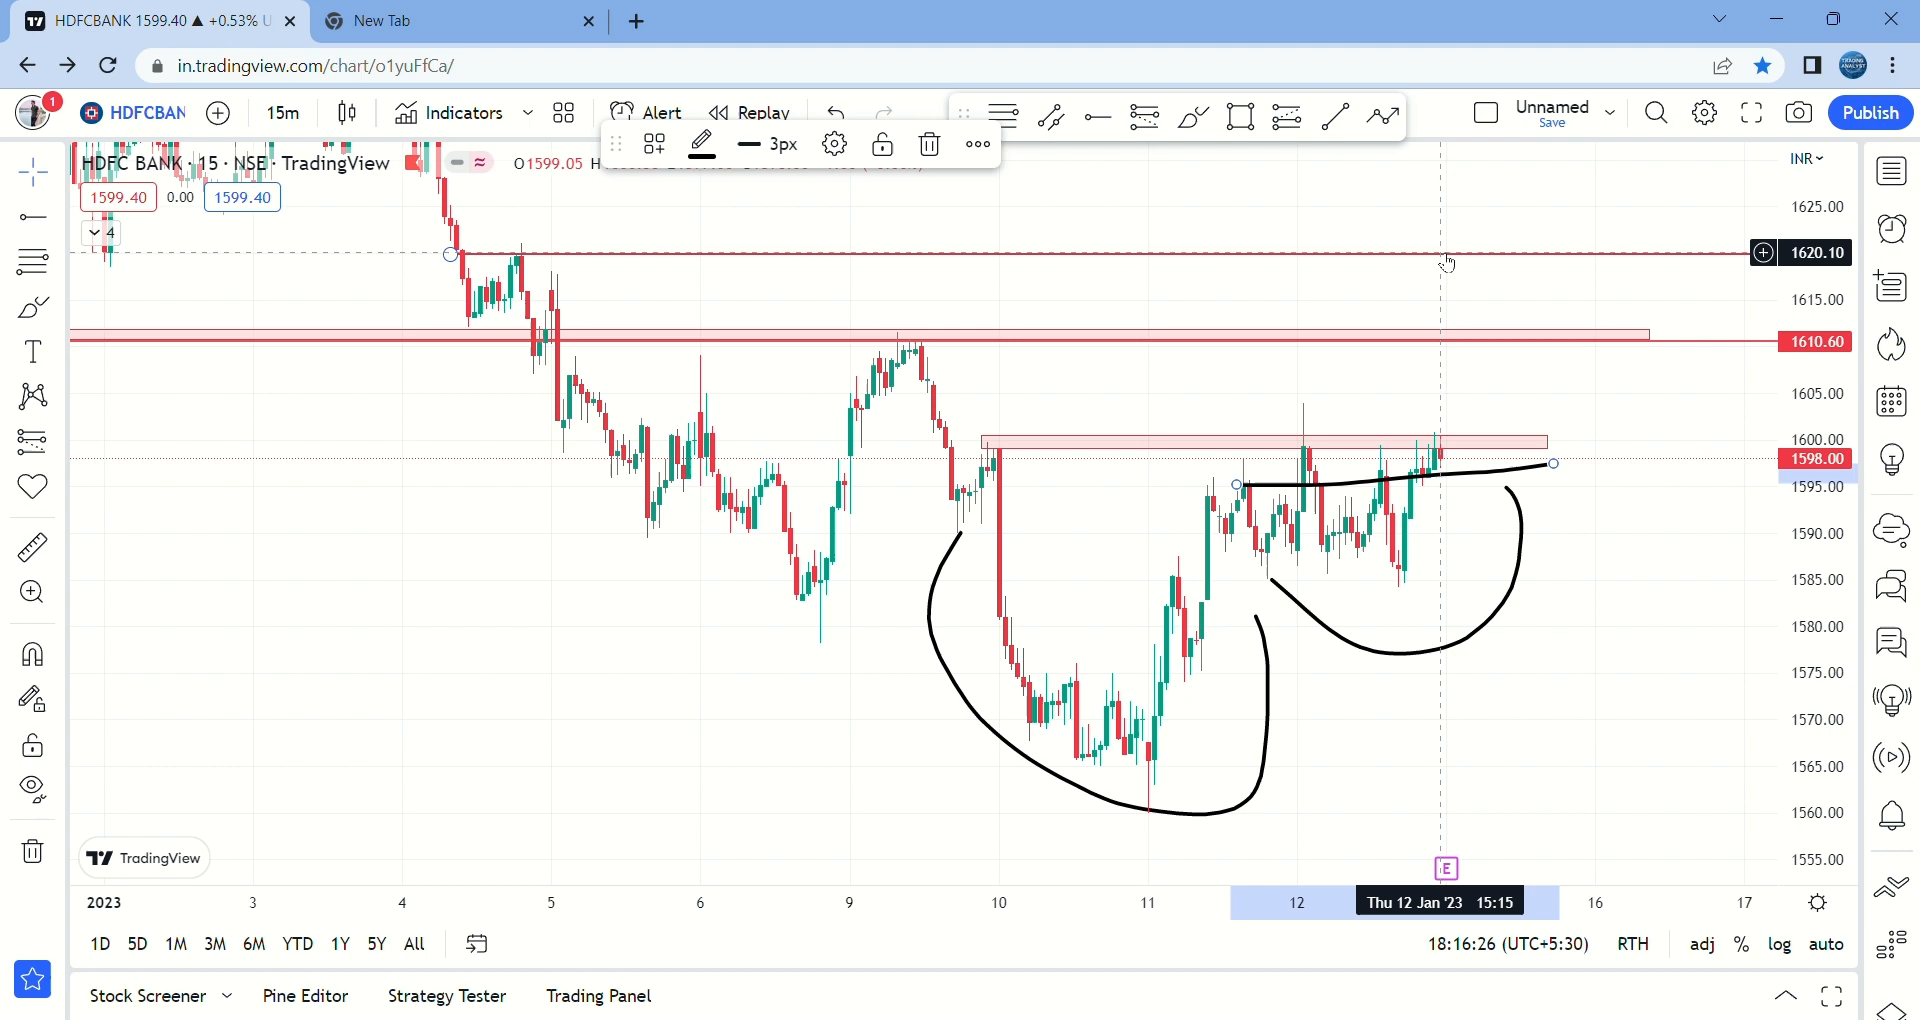 HDFCBANK 1599.40 ▲ +0.53% U
New Tab
in.tradingview.com/chart/o1yuFfCa/
1
HDFCBAN
15m
Indicators
Alert
Replay
Unnamed
Save
Publish
3px
HDFC BANK · 15 · NSE · TradingView
O1599.05 H
INR
1599.40
0.00
1599.40
4
1625.00
1620.10
1615.00
1610.60
1605.00
1600.00
1598.00
1595.00
1590.00
1585.00
1580.00
1575.00
1570.00
1565.00
1560.00
1555.00
TradingView
E
2023 3 4 5 6 9 10 11 12 Thu 12 Jan '23 15:15 16 17
1D 5D 1M 3M 6M YTD 1Y 5Y All
18:16:26 (UTC+5:30) RTH adj % log auto
Stock Screener Pine Editor Strategy Tester Trading Panel